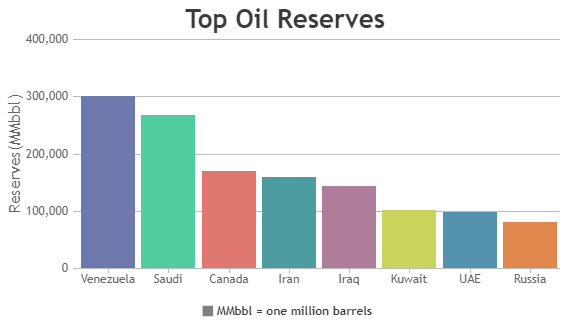 Top Oil Reserves
Reserves(MMbbl)
400,000
300,000
200,000
100,000
0
Venezuela Saudi Canada Iran Iraq Kuwait UAE Russia
MMbbl = one million barrels